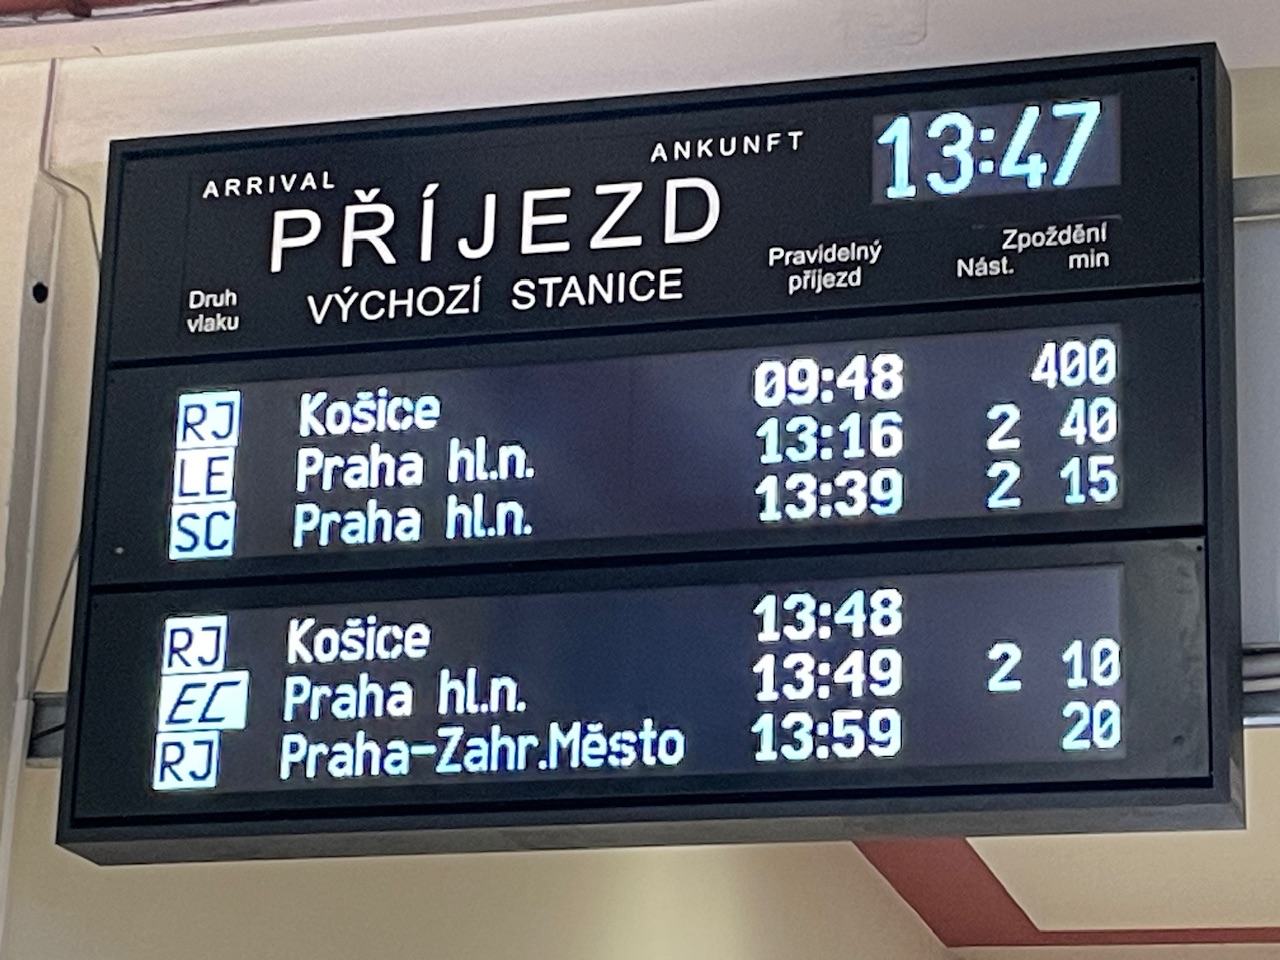 ARRIVAL ANKUNFT 13:47
PŘÍJEZD
Druh vlaku VÝCHOZÍ STANICE Pravidelný příjezd Nást. Zpoždění min
RJ Košice 09:48 400
LE Praha hl.n. 13:16 2 40
SC Praha hl.n. 13:39 2 15
RJ Košice 13:48
EC Praha hl.n. 13:49 2 10
RJ Praha-Zahr.Město 13:59 20